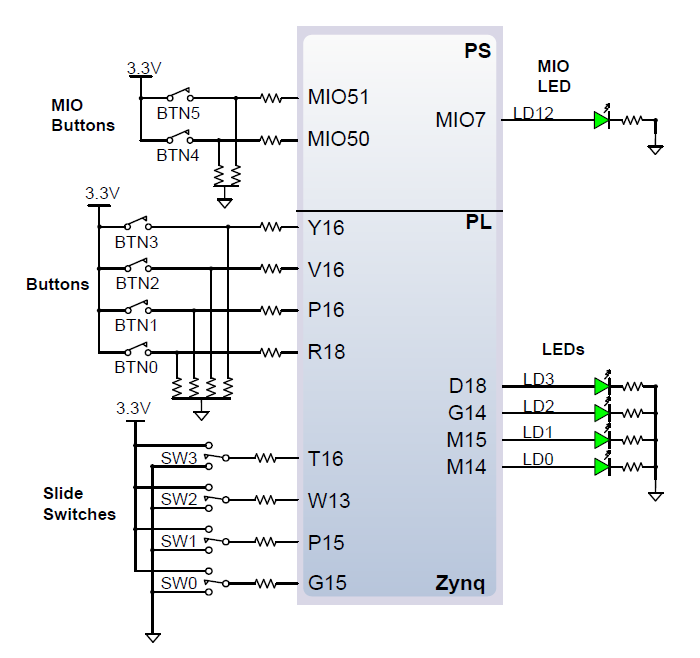 PS
3.3V
MIO
Buttons
BTN5
MIO51
BTN4
MIO50
MIO
LED
MIO7
LD12
PL
3.3V
Buttons
BTN3
Y16
BTN2
V16
BTN1
P16
BTN0
R18
LEDs
D18
LD3
G14
LD2
M15
LD1
M14
LD0
3.3V
Slide
Switches
SW3
T16
SW2
W13
SW1
P15
SW0
G15
Zynq